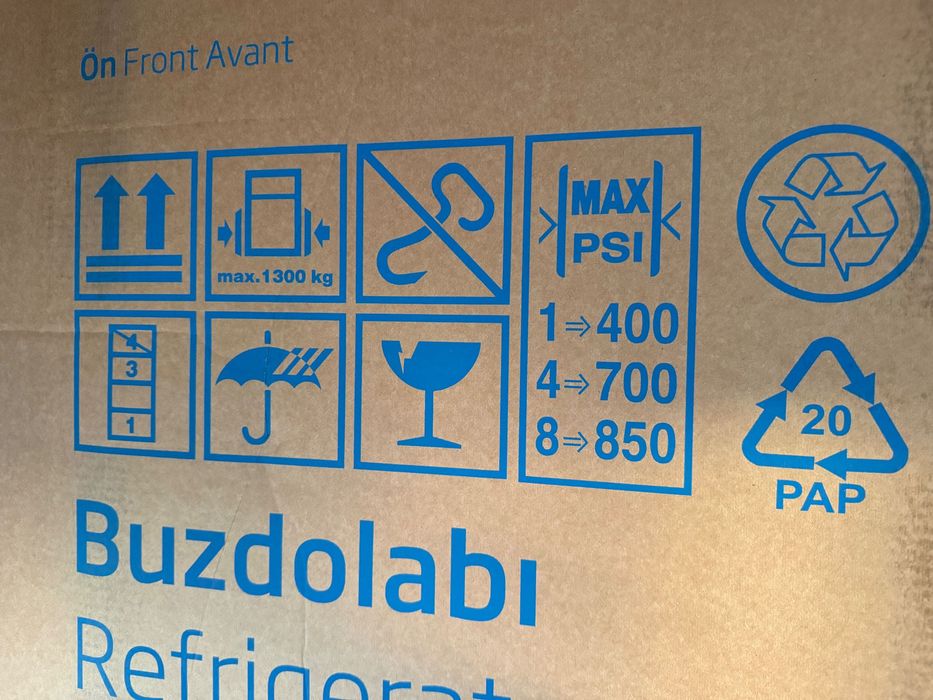 Ön Front Avant
max.1300 kg
4
3
1
MAX
PSI
1⇒400
4⇒700
8⇒850
20
PAP
Buzdolabı